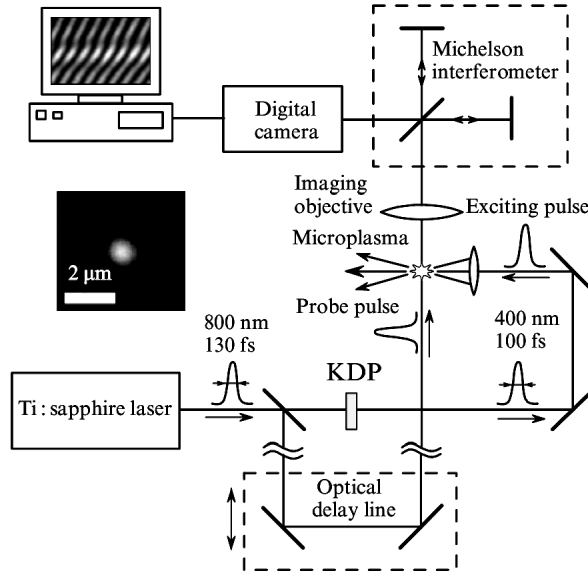 Michelson
interferometer
Digital
camera
Imaging
objective
Exciting pulse
Microplasma
2 μm
Probe pulse
800 nm
130 fs
400 nm
100 fs
KDP
Ti : sapphire laser
Optical
delay line